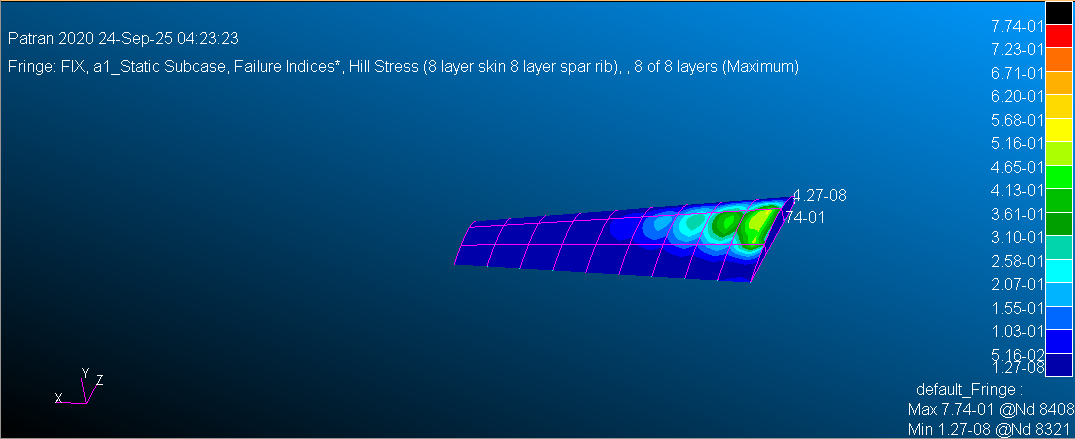 Patran 2020 24-Sep-25 04:23:23
Fringe: FIX, a1_Static Subcase, Failure Indices*, Hill Stress (8 layer skin 8 layer spar rib), , 8 of 8 layers (Maximum)
7.74-01
7.23-01
6.71-01
6.20-01
5.68-01
5.16-01
4.65-01
4.13-01
3.61-01
3.10-01
2.58-01
2.07-01
1.55-01
1.03-01
5.16-02
1.27-08
4.27-08
74-01
Y
Z
X
default_Fringe :
Max 7.74-01 @Nd 8408
Min 1.27-08 @Nd 8321